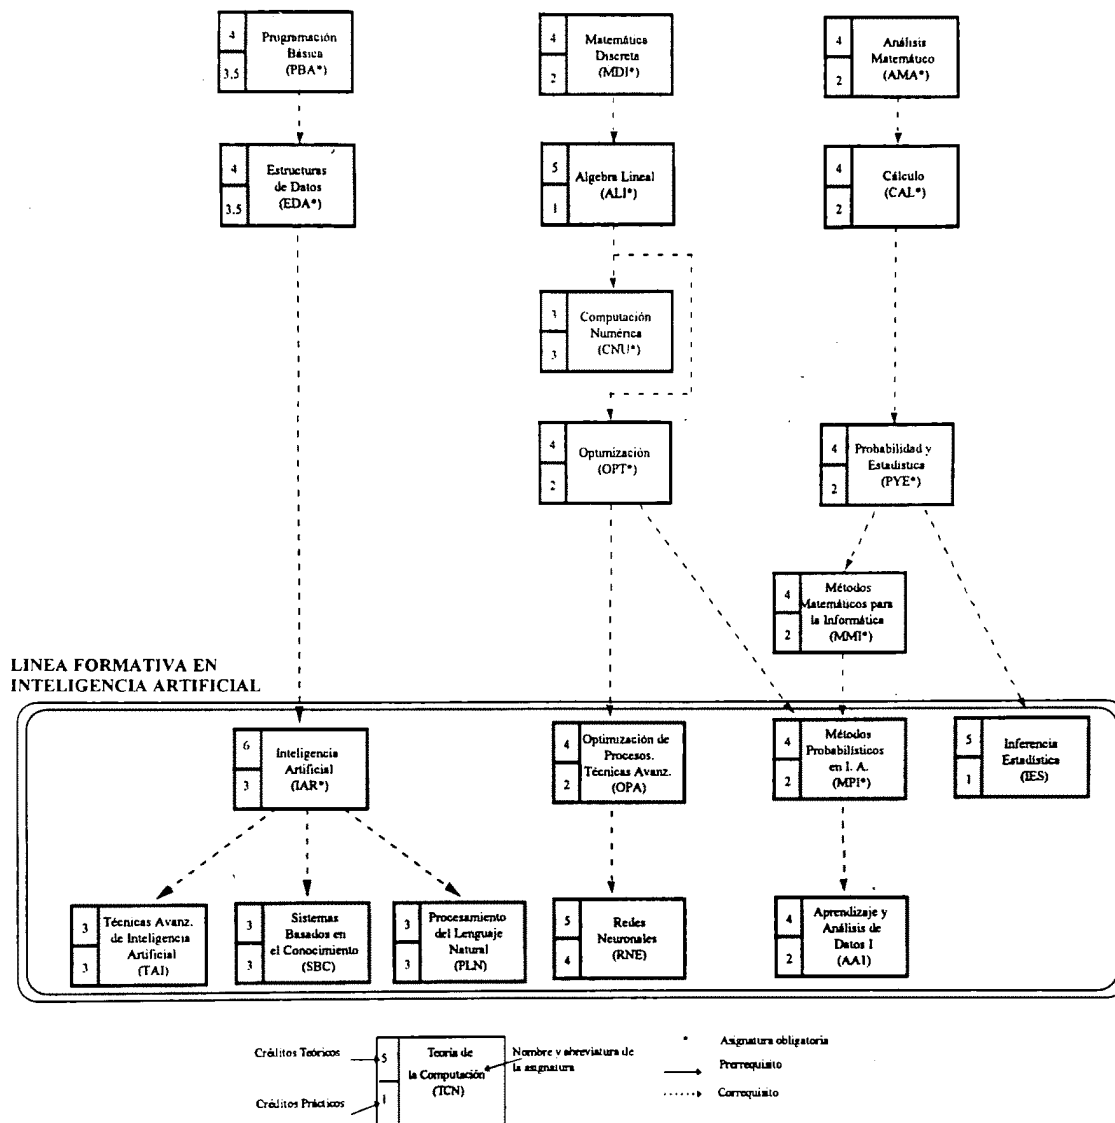 4
Programación
Básica
(PBA*)
3,5
4
Matemática
Discreta
(MDI*)
2
4
Análisis
Matemático
(AMA*)
2
4
Estructuras
de Datos
(EDA*)
3,5
5
Algebra Lineal
(ALI*)
1
4
Cálculo
(CAL*)
2
3
Computación
Numérica
(CNU*)
3
4
Optimización
(OPT*)
2
4
Probabilidad y
Estadística
(PYE*)
2
4
Métodos
Matemáticos para
la Informática
(MMI*)
2
LINEA FORMATIVA EN
INTELIGENCIA ARTIFICIAL
6
Inteligencia
Artificial
(IAR*)
3
4
Optimización de
Procesos.
Técnicas Avanz.
(OPA)
2
4
Métodos
Probabilísticos
en I. A.
(MPI*)
2
5
Inferencia
Estadística
(IES)
1
3
Técnicas Avanz.
de Inteligencia
Artificial
(TAI)
3
3
Sistemas
Basados en
el Conocimiento
(SBC)
3
3
Procesamiento
del Lenguaje
Natural
(PLN)
3
5
Redes
Neuronales
(RNE)
4
4
Aprendizaje y
Análisis de
Datos I
(AA1)
2
Créditos Teóricos
5
Teoría de
la Computación
(TCN)
1
Créditos Prácticos
Nombre y abreviatura de
la asignatura
* Asignatura obligatoria
Prerrequisito
Correquisito